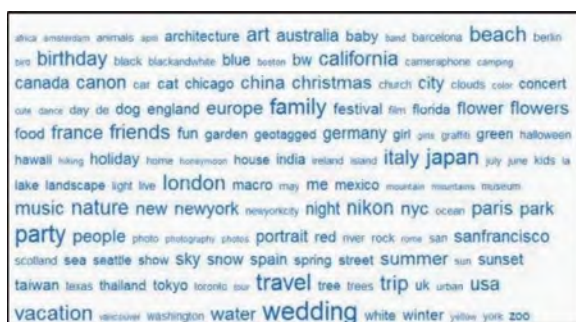 africa amsterdam animals april architecture art australia baby band barcelona beach berlin
bird birthday black blackandwhite blue boston bw california cameraphone camping
canada canon car cat chicago china christmas church city clouds color concert
cute dance day de dog england europe family festival film florida flower flowers
food france friends fun garden geotagged germany girl girls graffiti green halloween
hawaii hiking holiday home honeymoon house india ireland island italy japan july june kids la
lake landscape light live london macro may me mexico mountain mountains museum
music nature new newyork newyorkcity night nikon nyc ocean paris park
party people photo photography photos portrait red river rock rome san sanfrancisco
scotland sea seattle show sky snow spain spring street summer sun sunset
taiwan texas thailand tokyo toronto tour travel tree trees trip uk urban usa
vacation vancouver washington water wedding white winter yellow york zoo